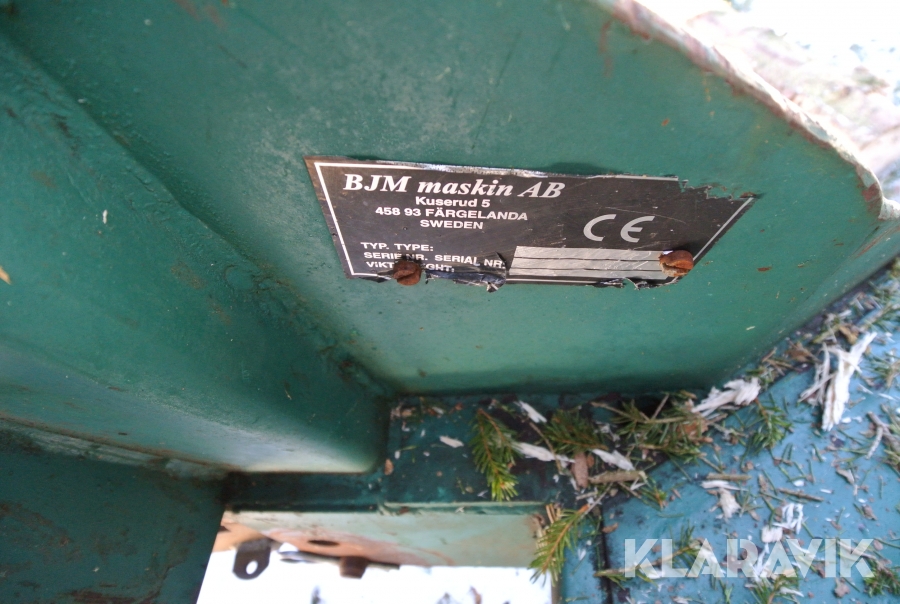 BJM maskin AB
Kuserud 5
458 93 FÄRGELANDA
SWEDEN
CE
TYP. TYPE:
SERIE NR. SERIAL NR:
KLARAVIK